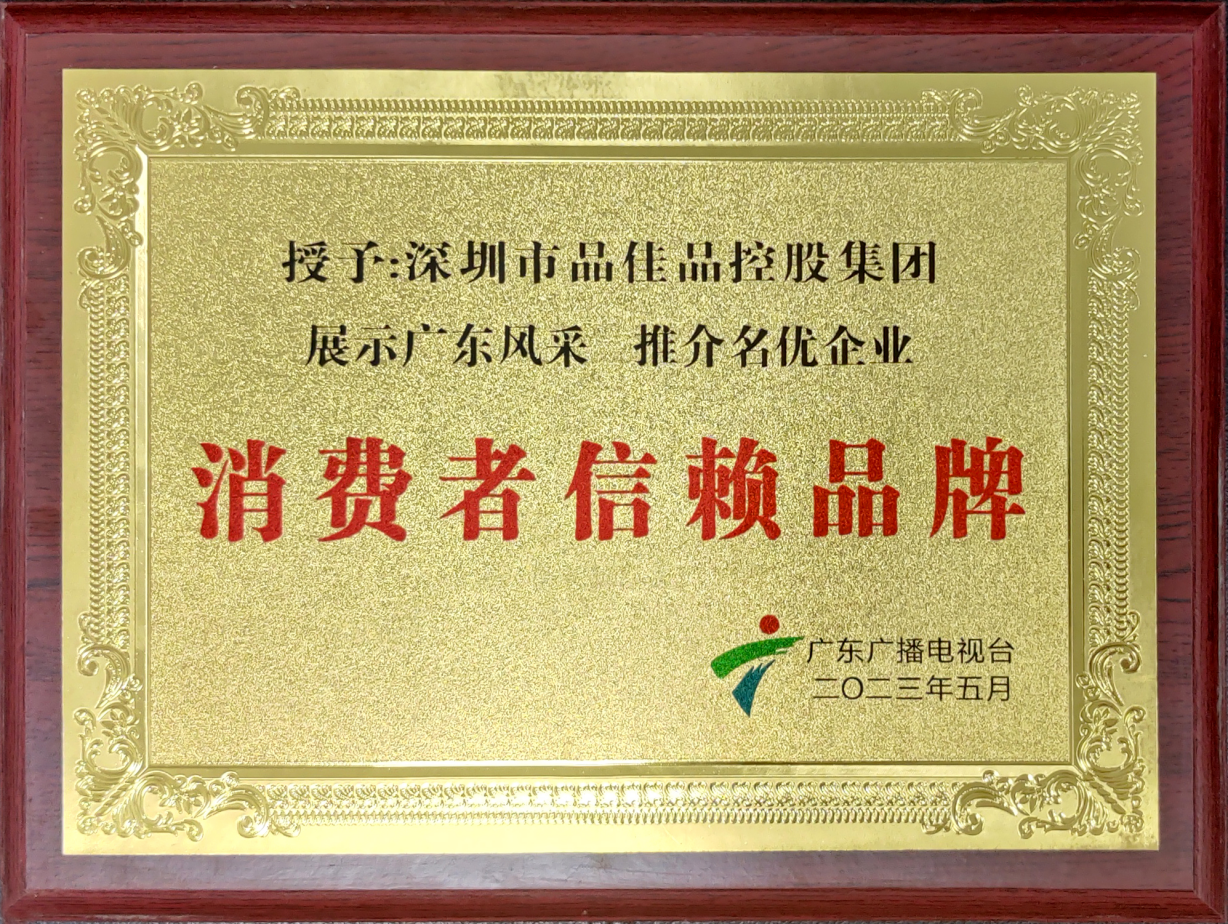 授予:深圳市品佳品控股集团
展示广东风采 推介名优企业
消费者信赖品牌
广东广播电视台
二〇二三年五月